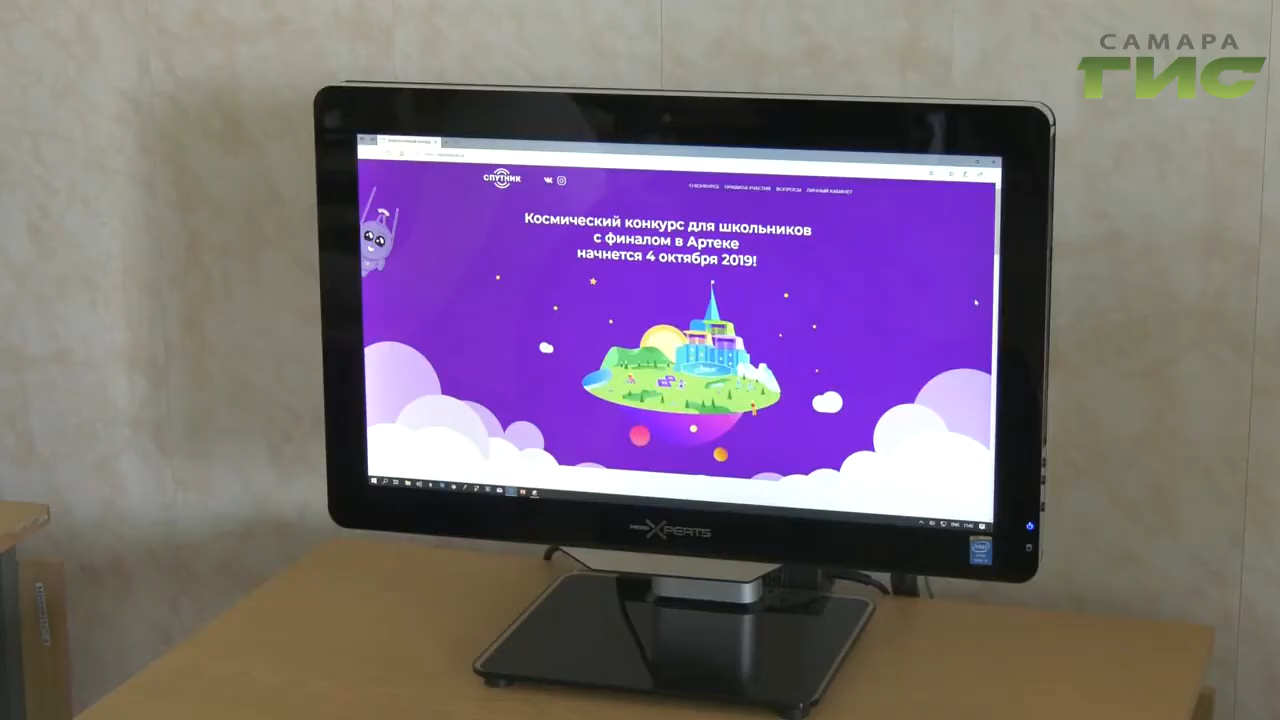 САМАРА
ГИС
СПУТНИК
О КОНКУРСЕ ПРАВИЛА УЧАСТИЯ ВОПРОСЫ ЛИЧНЫЙ КАБИНЕТ
Космический конкурс для школьников
с финалом в Артеке
начнется 4 октября 2019!
XPERTS
intel